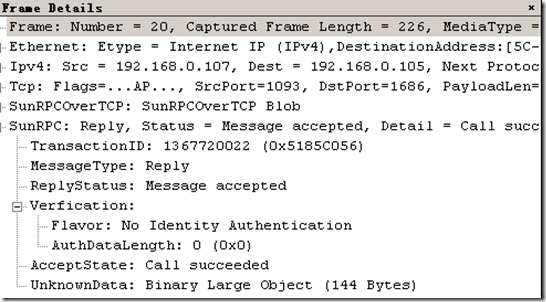 Frame Details ×
Frame: Number = 20, Captured Frame Length = 226, MediaType =
Ethernet: Etype = Internet IP (IPv4),DestinationAddress:[5C-
Ipv4: Src = 192.168.0.107, Dest = 192.168.0.105, Next Protoc
Tcp: Flags=...AP..., SrcPort=1093, DstPort=1686, PayloadLen=
SunRPCOverTCP: SunRPCOverTCP Blob
SunRPC: Reply, Status = Message accepted, Detail = Call succ
TransactionID: 1367720022 (0x5185C056)
MessageType: Reply
ReplyStatus: Message accepted
Verfication:
Flavor: No Identity Authentication
AuthDataLength: 0 (0x0)
AcceptState: Call succeeded
UnknownData: Binary Large Object (144 Bytes)